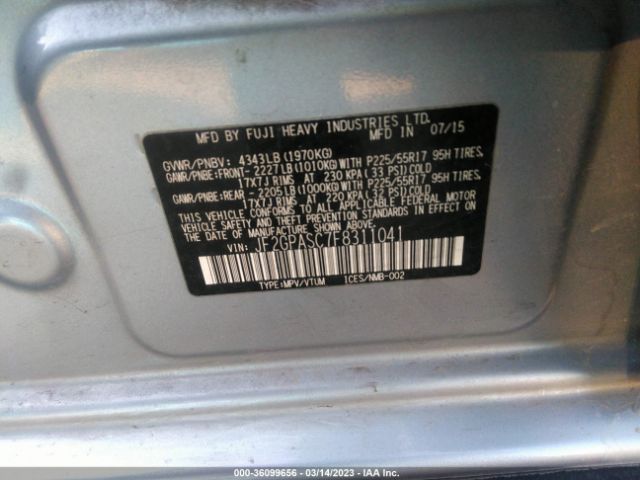 MFD BY FUJI HEAVY INDUSTRIES LTD.
MFD IN 07/15
GVWR/PNBV: 4343LB (1970KG)
GAWR/PNBE:FRONT- 2227LB(1010KG)WITH P225/55R17 95H TIRES,
17X7J RIMS AT 230 KPA(33 PSI) COLD
GAWR/PNBE:REAR - 2205LB(1000KG)WITH P225/55R17 95H TIRES,
17X7J RIMS AT 220 KPA(32 PSI) COLD
THIS VEHICLE CONFORMS TO ALL APPLICABLE FEDERAL MOTOR
VEHICLE SAFETY AND THEFT PREVENTION STANDARDS IN EFFECT ON THE
DATE OF MANUFACTURE SHOWN ABOVE.
VIN: JF2GPASC7F8311041
TYPE:MPV/VTUM ICES/NMB-002
000-36099656 - 03/14/2023 - IAA Inc.